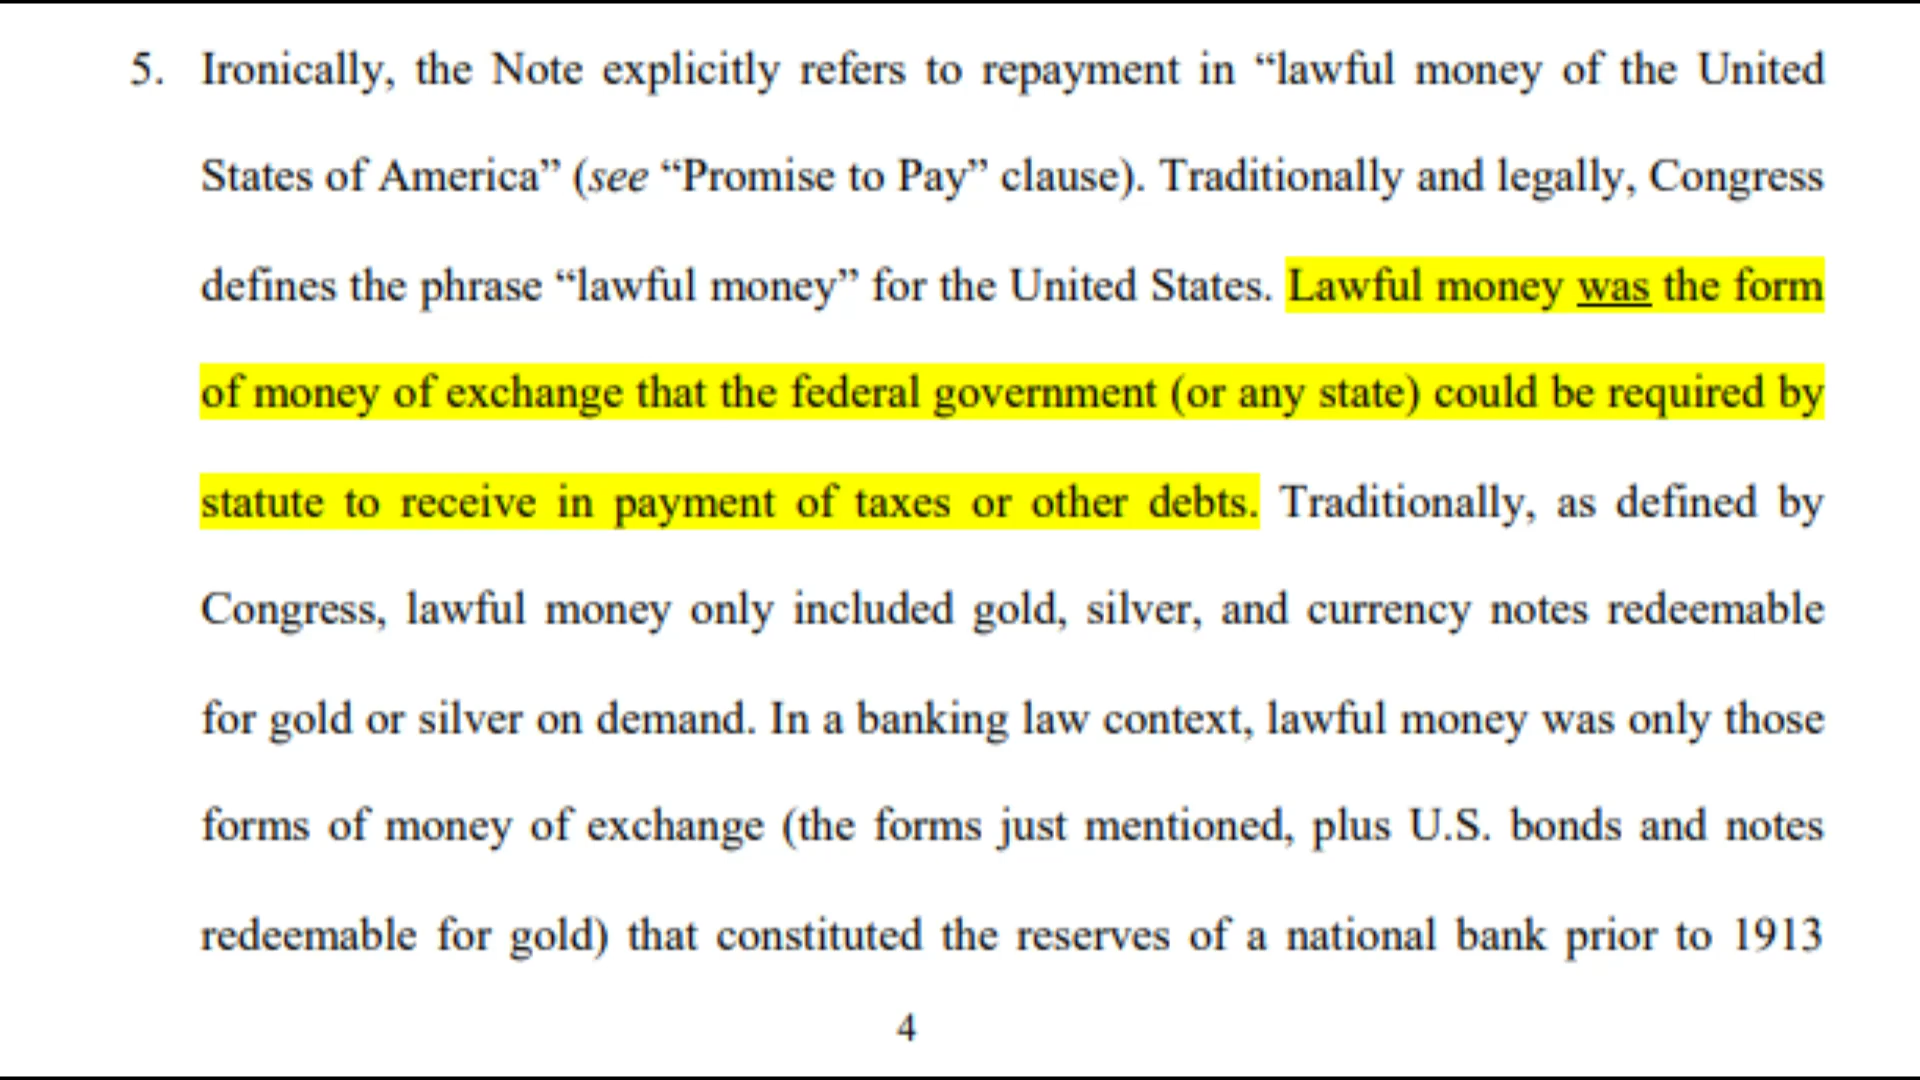 5. Ironically, the Note explicitly refers to repayment in “lawful money of the United
States of America” (see “Promise to Pay” clause). Traditionally and legally, Congress
defines the phrase “lawful money” for the United States. Lawful money was the form
of money of exchange that the federal government (or any state) could be required by
statute to receive in payment of taxes or other debts. Traditionally, as defined by
Congress, lawful money only included gold, silver, and currency notes redeemable
for gold or silver on demand. In a banking law context, lawful money was only those
forms of money of exchange (the forms just mentioned, plus U.S. bonds and notes
redeemable for gold) that constituted the reserves of a national bank prior to 1913
4